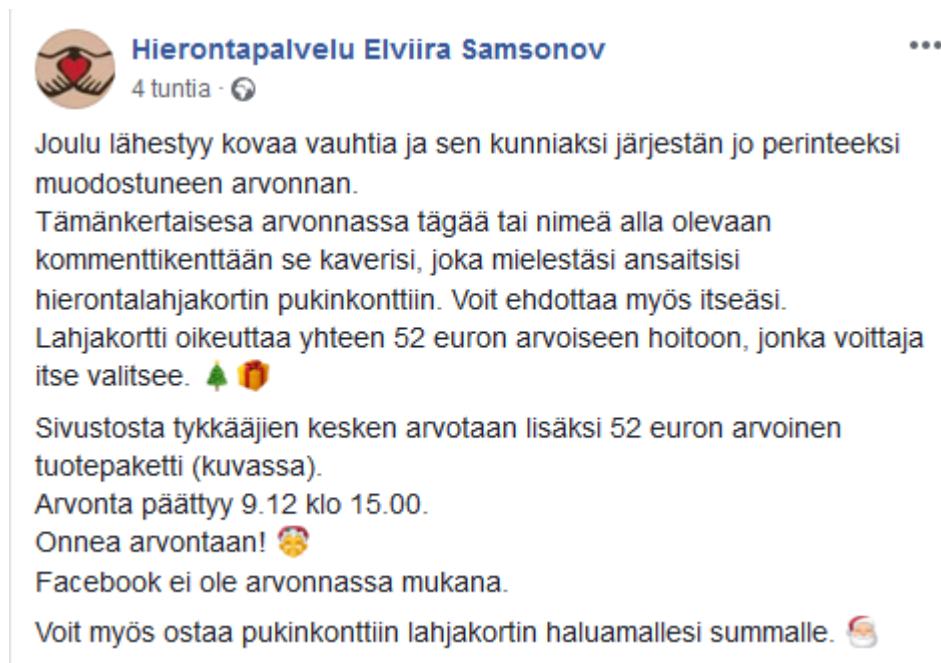 Hierontapalvelu Elviira Samsonov
4 tuntia ·
Joulu lähestyy kovaa vauhtia ja sen kunniaksi järjestän jo perinteeksi
muodostuneen arvonnan.
Tämänkertaisesa arvonnassa tägää tai nimeä alla olevaan
kommenttikenttään se kaverisi, joka mielestäsi ansaitsisi
hierontalahjakortin pukinkonttiin. Voit ehdottaa myös itseäsi.
Lahjakortti oikeuttaa yhteen 52 euron arvoiseen hoitoon, jonka voittaja
itse valitsee. 🎄🎁
Sivustosta tykkääjien kesken arvotaan lisäksi 52 euron arvoinen
tuotepaketti (kuvassa).
Arvonta päättyy 9.12 klo 15.00.
Onnea arvontaan! 🤶
Facebook ei ole arvonnassa mukana.
Voit myös ostaa pukinkonttiin lahjakortin haluamallesi summalle. 🎅